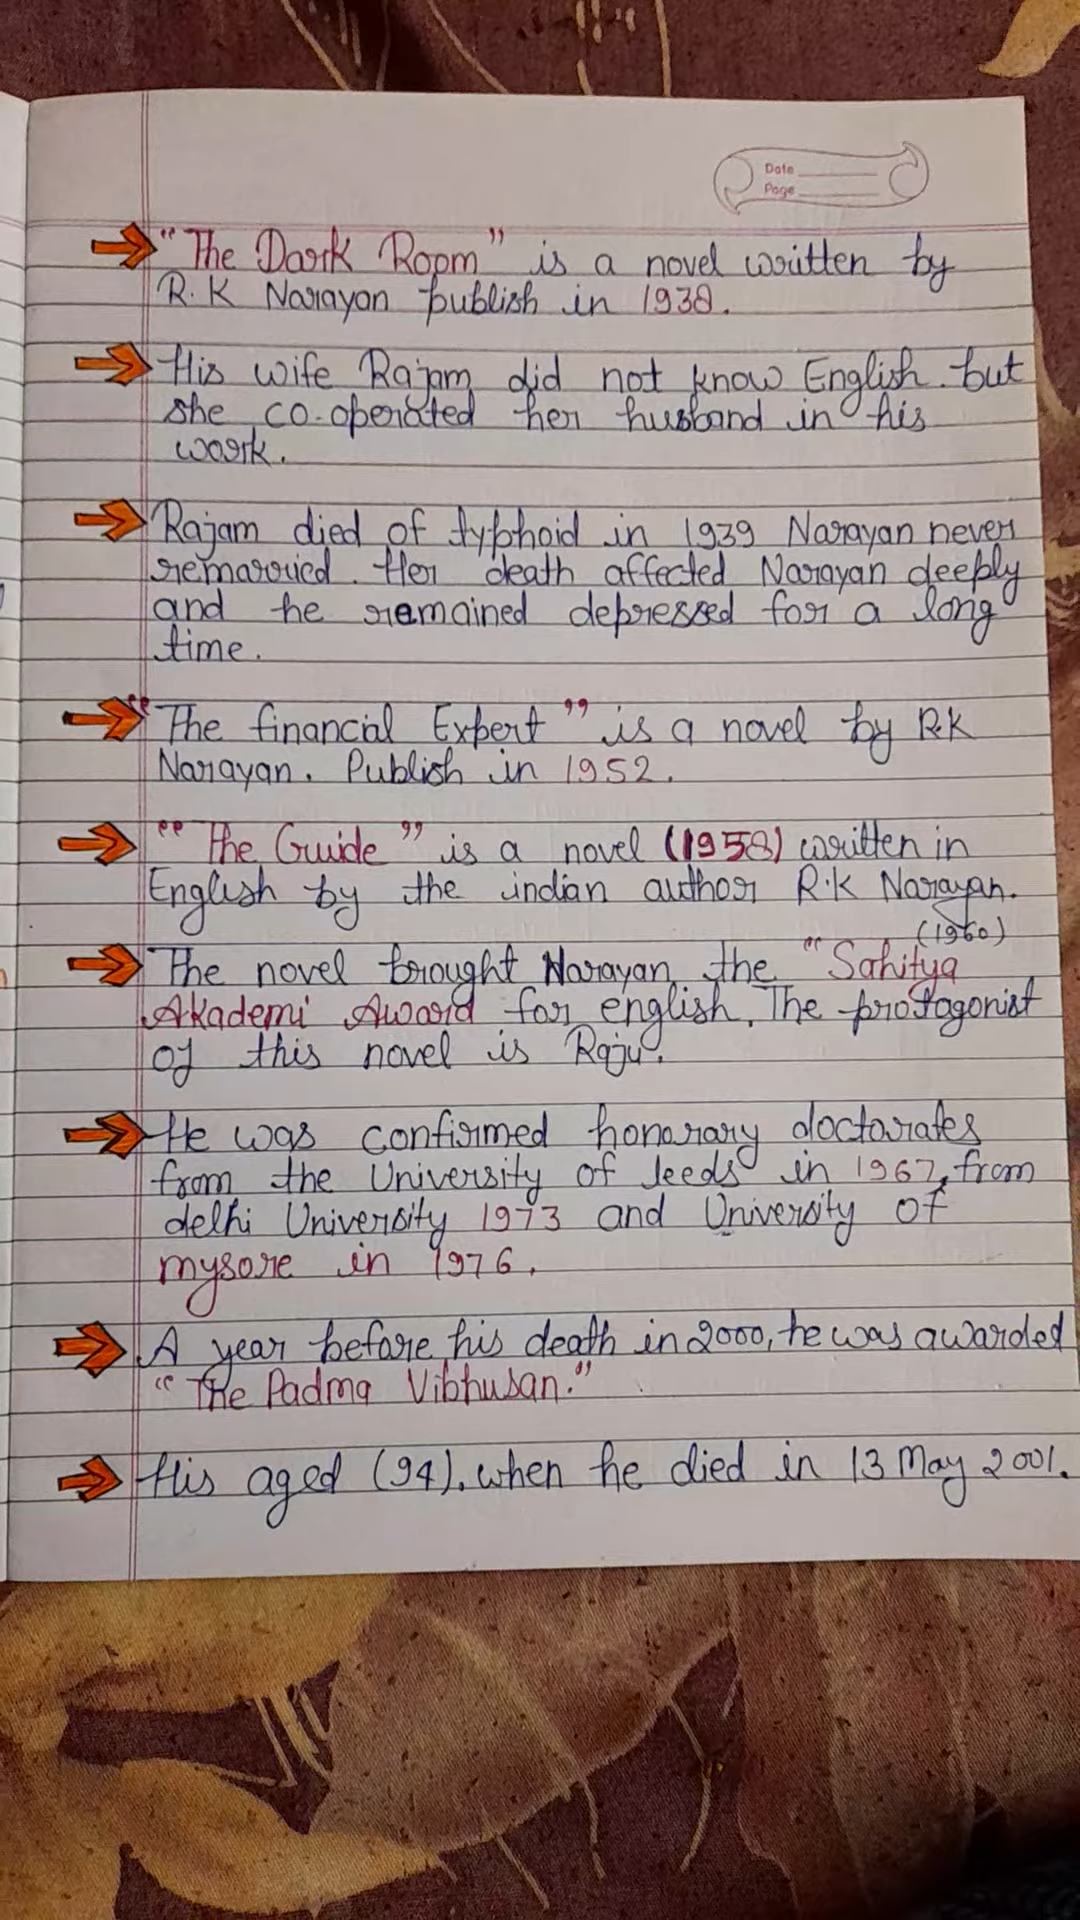 Date
Page
"The Dark Room" is a novel written by
R.K Narayan publish in 1938.
His wife Rajam did not know English. but
she co-operated her husband in his
work.
Rajam died of typhoid in 1939 Narayan never
remarried. Her death affected Narayan deeply
and he remained depressed for a long
time.
"The financial Expert" is a novel by R.K
Narayan. Publish in 1952.
"The Guide" is a novel (1958) written in
English by the indian author R.K Narayan.
(1960)
The novel brought Narayan the "Sahitya
Akademi Award for english. The protagonist
of this novel is Raju".
He was confirmed honorary doctorates
from the University of leeds in 1967, from
delhi University 1973 and University of
mysore in 1976.
A year before his death in 2000, he was awarded
"The Padma Vibhusan."
His aged (94), when he died in 13 May 2001.